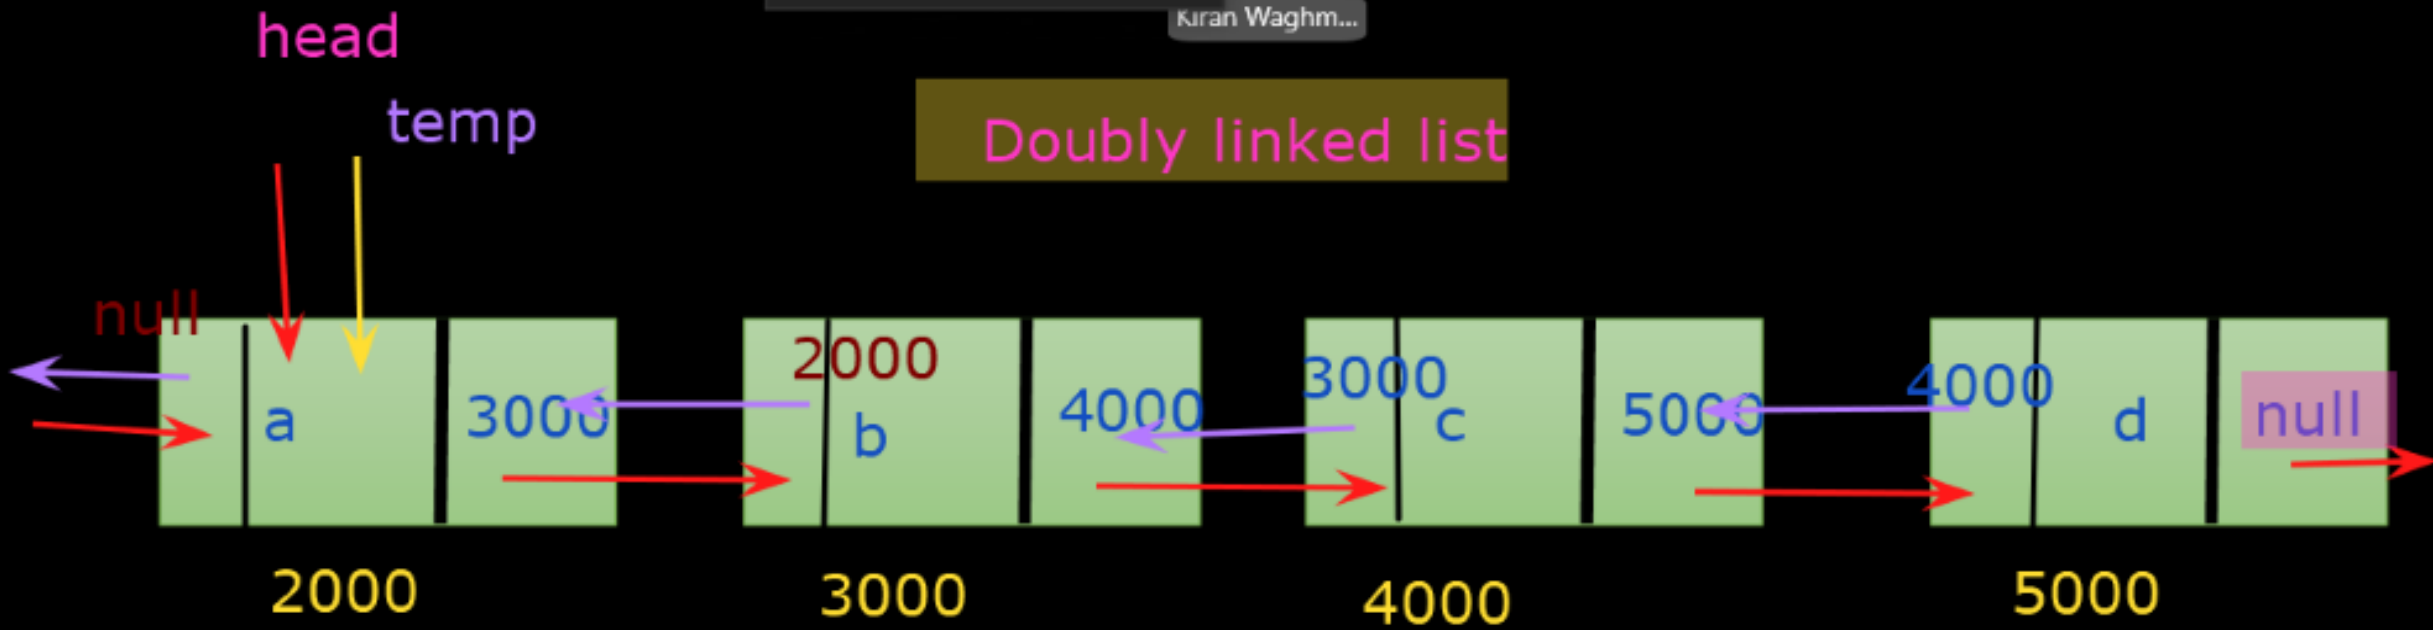 Kiran Waghm...
head
temp
Doubly linked list
null
a 3000
2000
b 4000
3000
c 5000
4000
d null
2000 3000 4000 5000